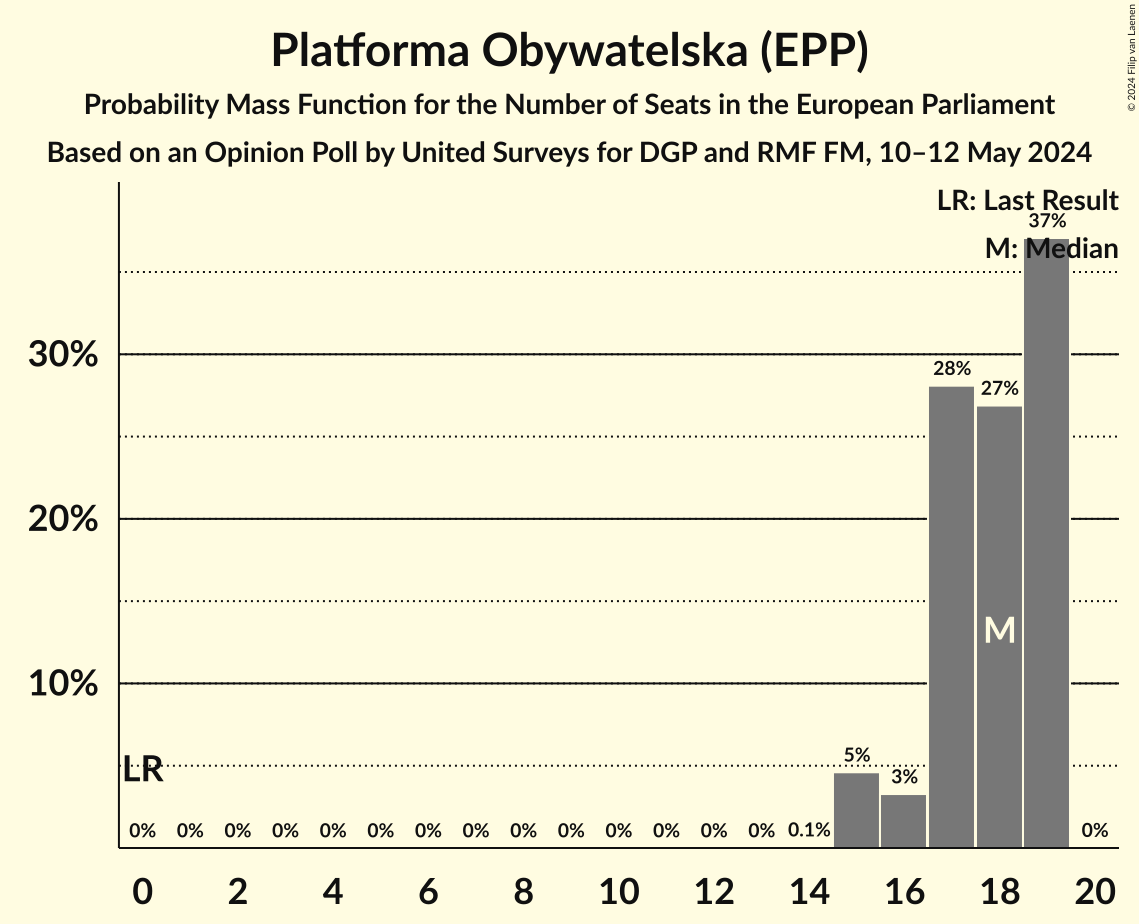 Platforma Obywatelska (EPP)
Probability Mass Function for the Number of Seats in the European Parliament
Based on an Opinion Poll by United Surveys for DGP and RMF FM, 10–12 May 2024
© 2024 Filip van Laenen
LR: Last Result
M: Median
37%
30%
28%
27%
20%
M
10%
LR
5%
3%
0% 0% 0% 0% 0% 0% 0% 0% 0% 0% 0% 0% 0% 0% 0.1% 0%
0 2 4 6 8 10 12 14 16 18 20